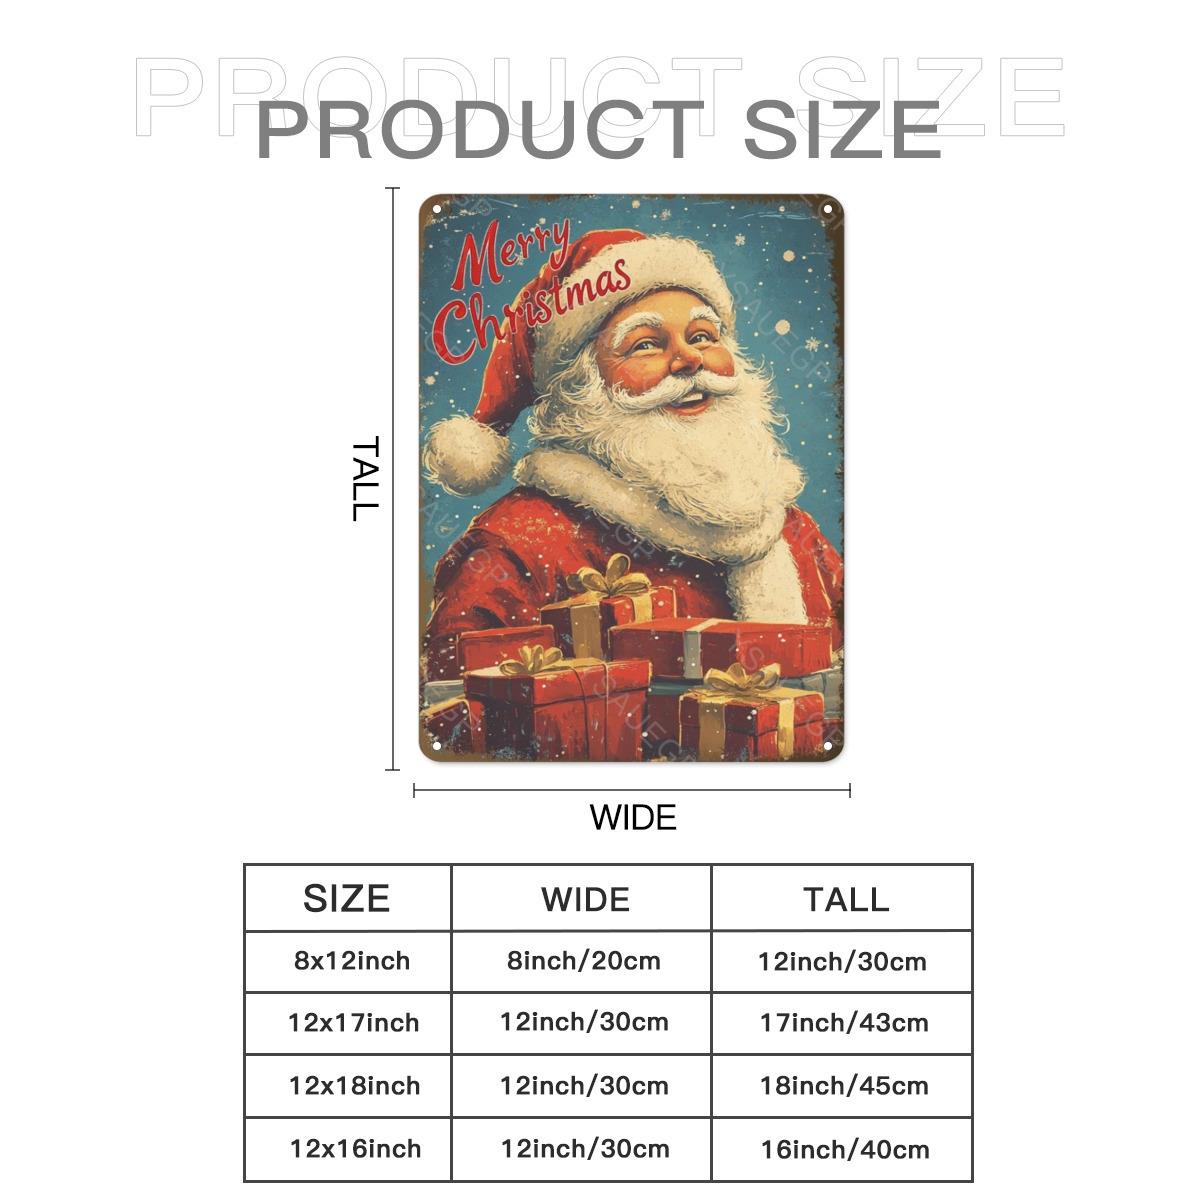 PRODUCT SIZE
PRODUCT SIZE
Merry
Christmas
TALL
WIDE
SIZE WIDE TALL
8x12inch 8inch/20cm 12inch/30cm
12x17inch 12inch/30cm 17inch/43cm
12x18inch 12inch/30cm 18inch/45cm
12x16inch 12inch/30cm 16inch/40cm